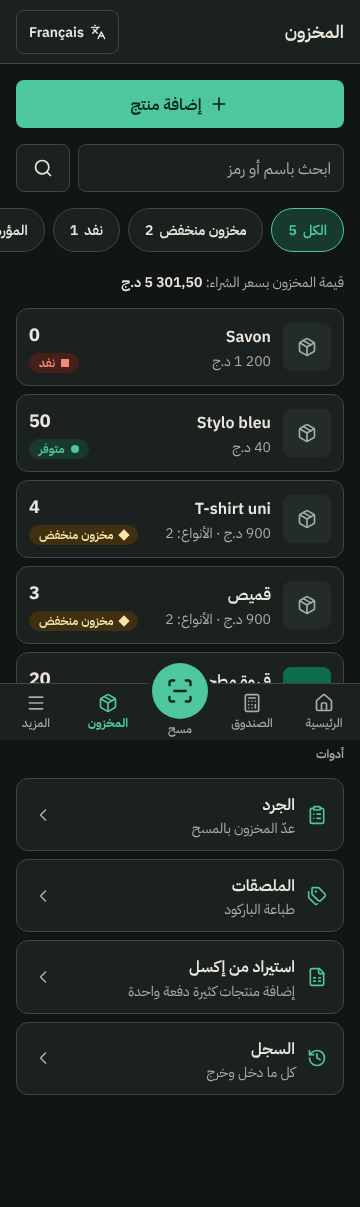 المخزون
Français
إضافة منتج
ابحث باسم أو رمز
الكل 5
مخزون منخفض 2
نفد 1
قيمة المخزون بسعر الشراء: 301,50 5 د.ج
Savon
0
200 1 د.ج
نفد
Stylo bleu
50
40 د.ج
متوفر
T-shirt uni
4
900 د.ج · الأنواع: 2
مخزون منخفض
قميص
3
900 د.ج · الأنواع: 2
مخزون منخفض
20
الرئيسية
الصندوق
مسح
المخزون
المزيد
أدوات
الجرد
عدّ المخزون بالمسح
الملصقات
طباعة الباركود
استيراد من إكسل
إضافة منتجات كثيرة دفعة واحدة
السجل
كل ما دخل وخرج